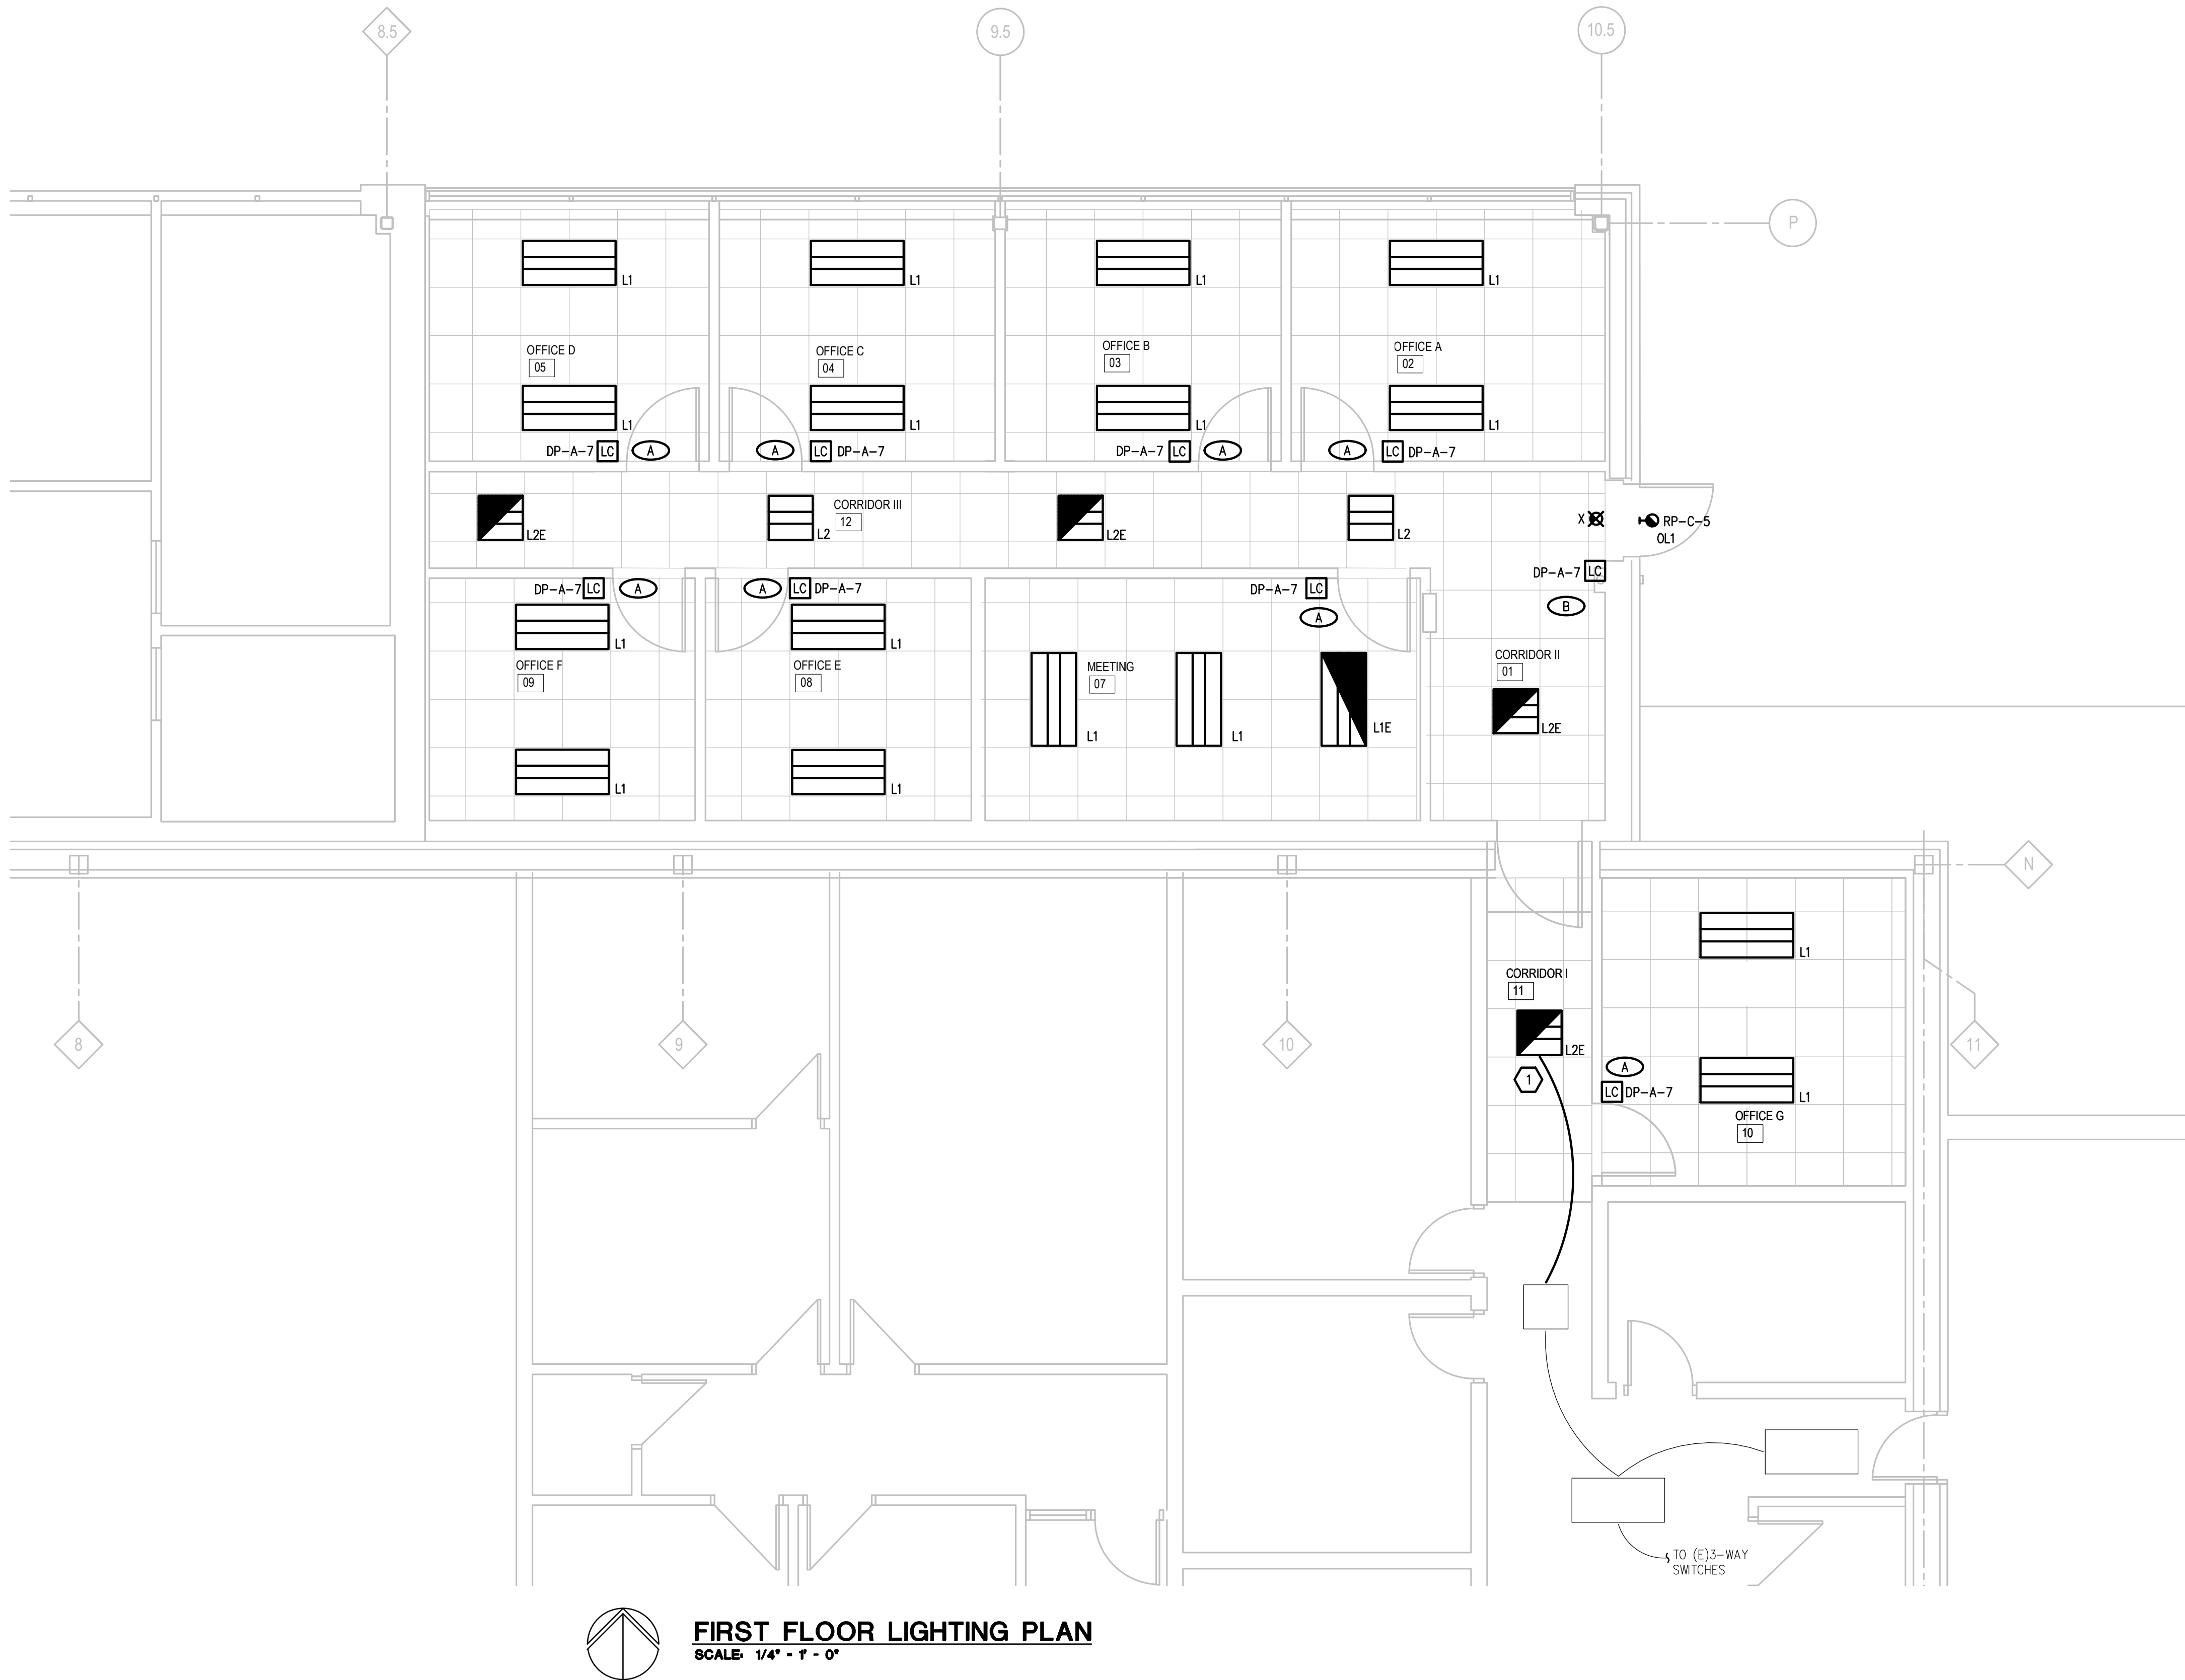 8.5
9.5
10.5
P
L1
L1
L1
L1
OFFICE D
05
OFFICE C
04
OFFICE B
03
OFFICE A
02
L1
L1
L1
L1
DP-A-7 LC A
A LC DP-A-7
DP-A-7 LC A
A LC DP-A-7
L2E
L2
CORRIDOR III
12
L2E
L2
X
RP-C-5
OL1
DP-A-7 LC
B
DP-A-7 LC A
A LC DP-A-7
DP-A-7 LC
A
L1
L1
OFFICE F
09
OFFICE E
08
MEETING
07
CORRIDOR II
01
L1
L1
L1E
L2E
L1
L1
N
L1
CORRIDOR I
11
L2E
1
A
LC DP-A-7
L1
OFFICE G
10
8
9
10
11
TO (E)3-WAY
SWITCHES
FIRST FLOOR LIGHTING PLAN
SCALE: 1/4" = 1' - 0"